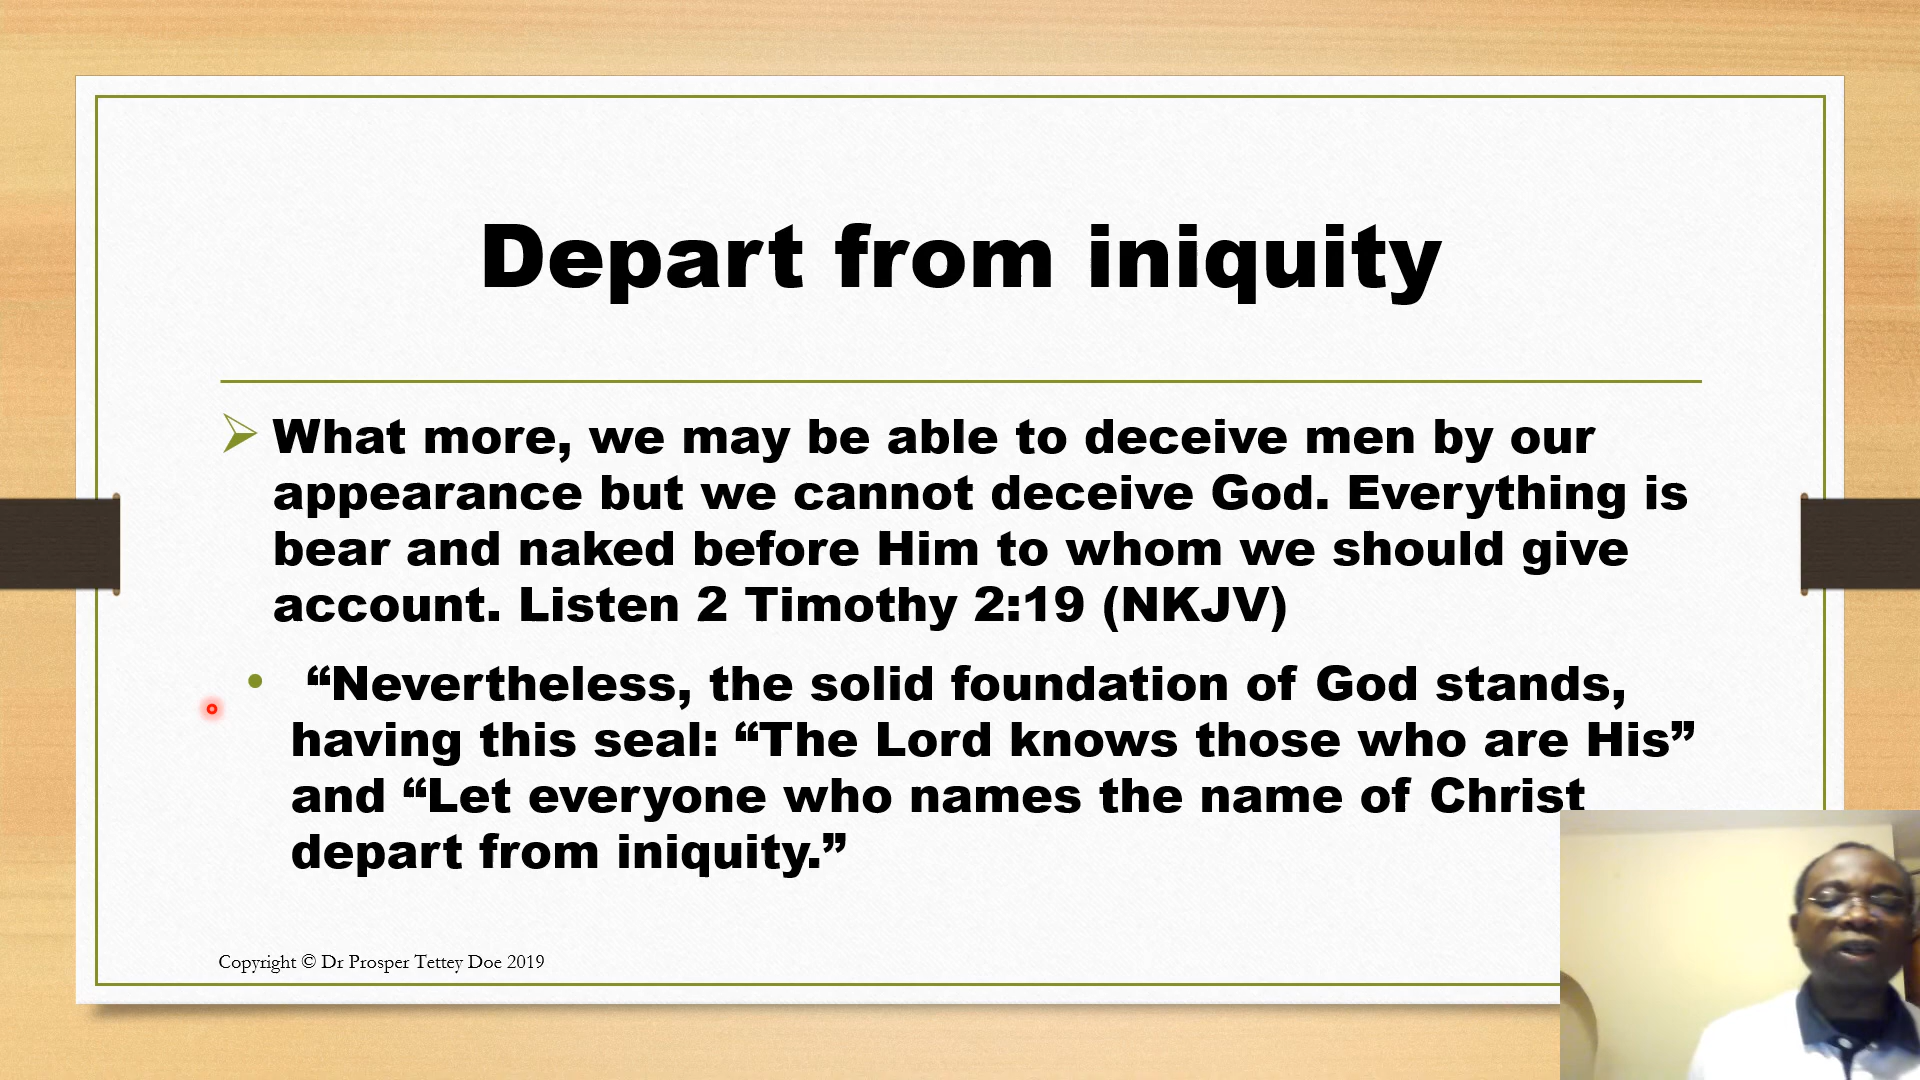 Depart from iniquity
What more, we may be able to deceive men by our
appearance but we cannot deceive God. Everything is
bear and naked before Him to whom we should give
account. Listen 2 Timothy 2:19 (NKJV)
“Nevertheless, the solid foundation of God stands,
having this seal: “The Lord knows those who are His”
and “Let everyone who names the name of Christ
depart from iniquity.”
Copyright © Dr Prosper Tettey Doe 2019